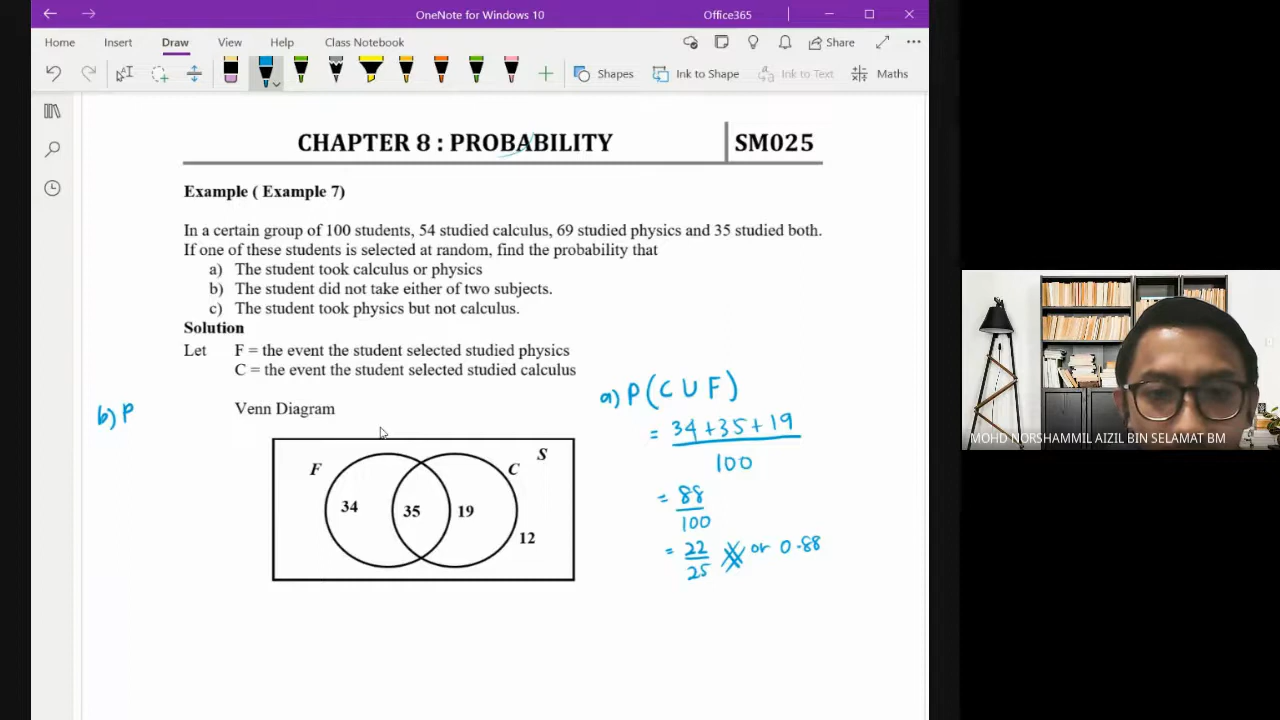 OneNote for Windows 10
Office365
Home Insert Draw View Help Class Notebook
Share
Shapes Ink to Shape Ink to Text Maths
CHAPTER 8 : PROBABILITY SM025
Example ( Example 7)
In a certain group of 100 students, 54 studied calculus, 69 studied physics and 35 studied both.
If one of these students is selected at random, find the probability that
a) The student took calculus or physics
b) The student did not take either of two subjects.
c) The student took physics but not calculus.
Solution
Let F = the event the student selected studied physics
C = the event the student selected studied calculus
Venn Diagram
F C S
34 35 19
12
a) P(C ∪ F)
= 34+35+19
100
= 88
100
= 22
25
or 0.88
b) P
MOHD NORSHAMMIL AIZIL BIN SELAMAT BM